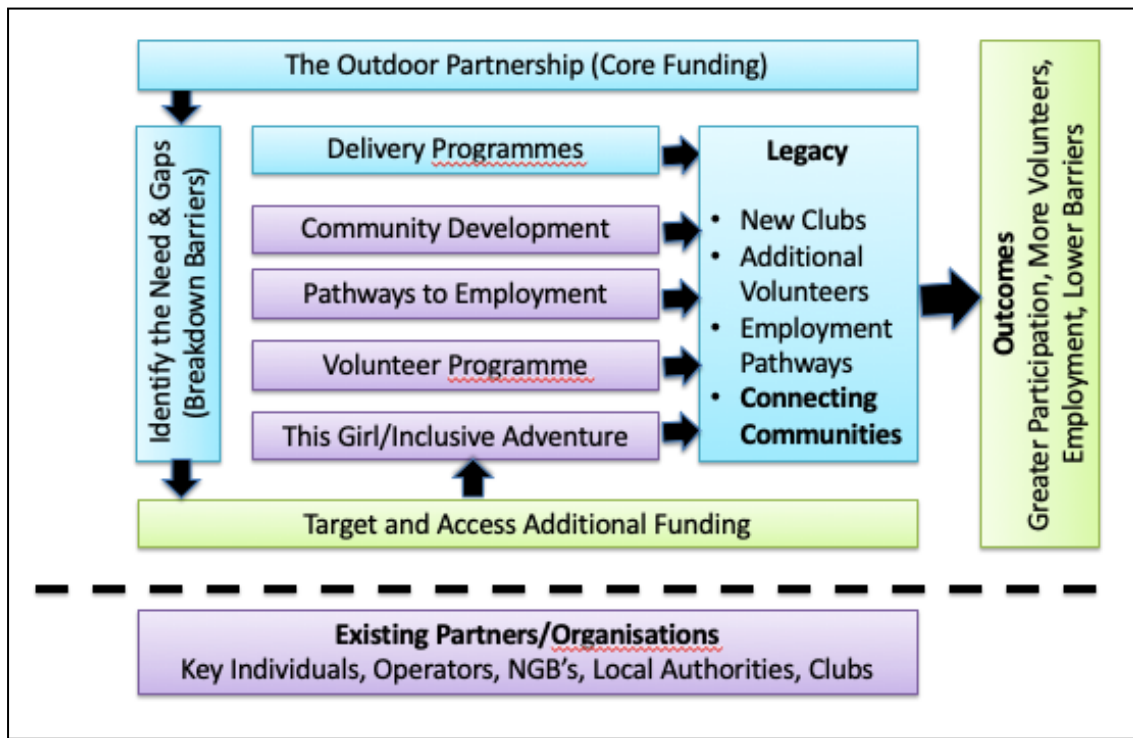 The Outdoor Partnership (Core Funding)
Identify the Need & Gaps
(Breakdown Barriers)
Delivery Programmes
Community Development
Pathways to Employment
Volunteer Programme
This Girl/Inclusive Adventure
Legacy
• New Clubs
• Additional
Volunteers
• Employment
Pathways
• Connecting
Communities
Outcomes
Greater Participation, More Volunteers,
Employment, Lower Barriers
Target and Access Additional Funding
Existing Partners/Organisations
Key Individuals, Operators, NGB's, Local Authorities, Clubs